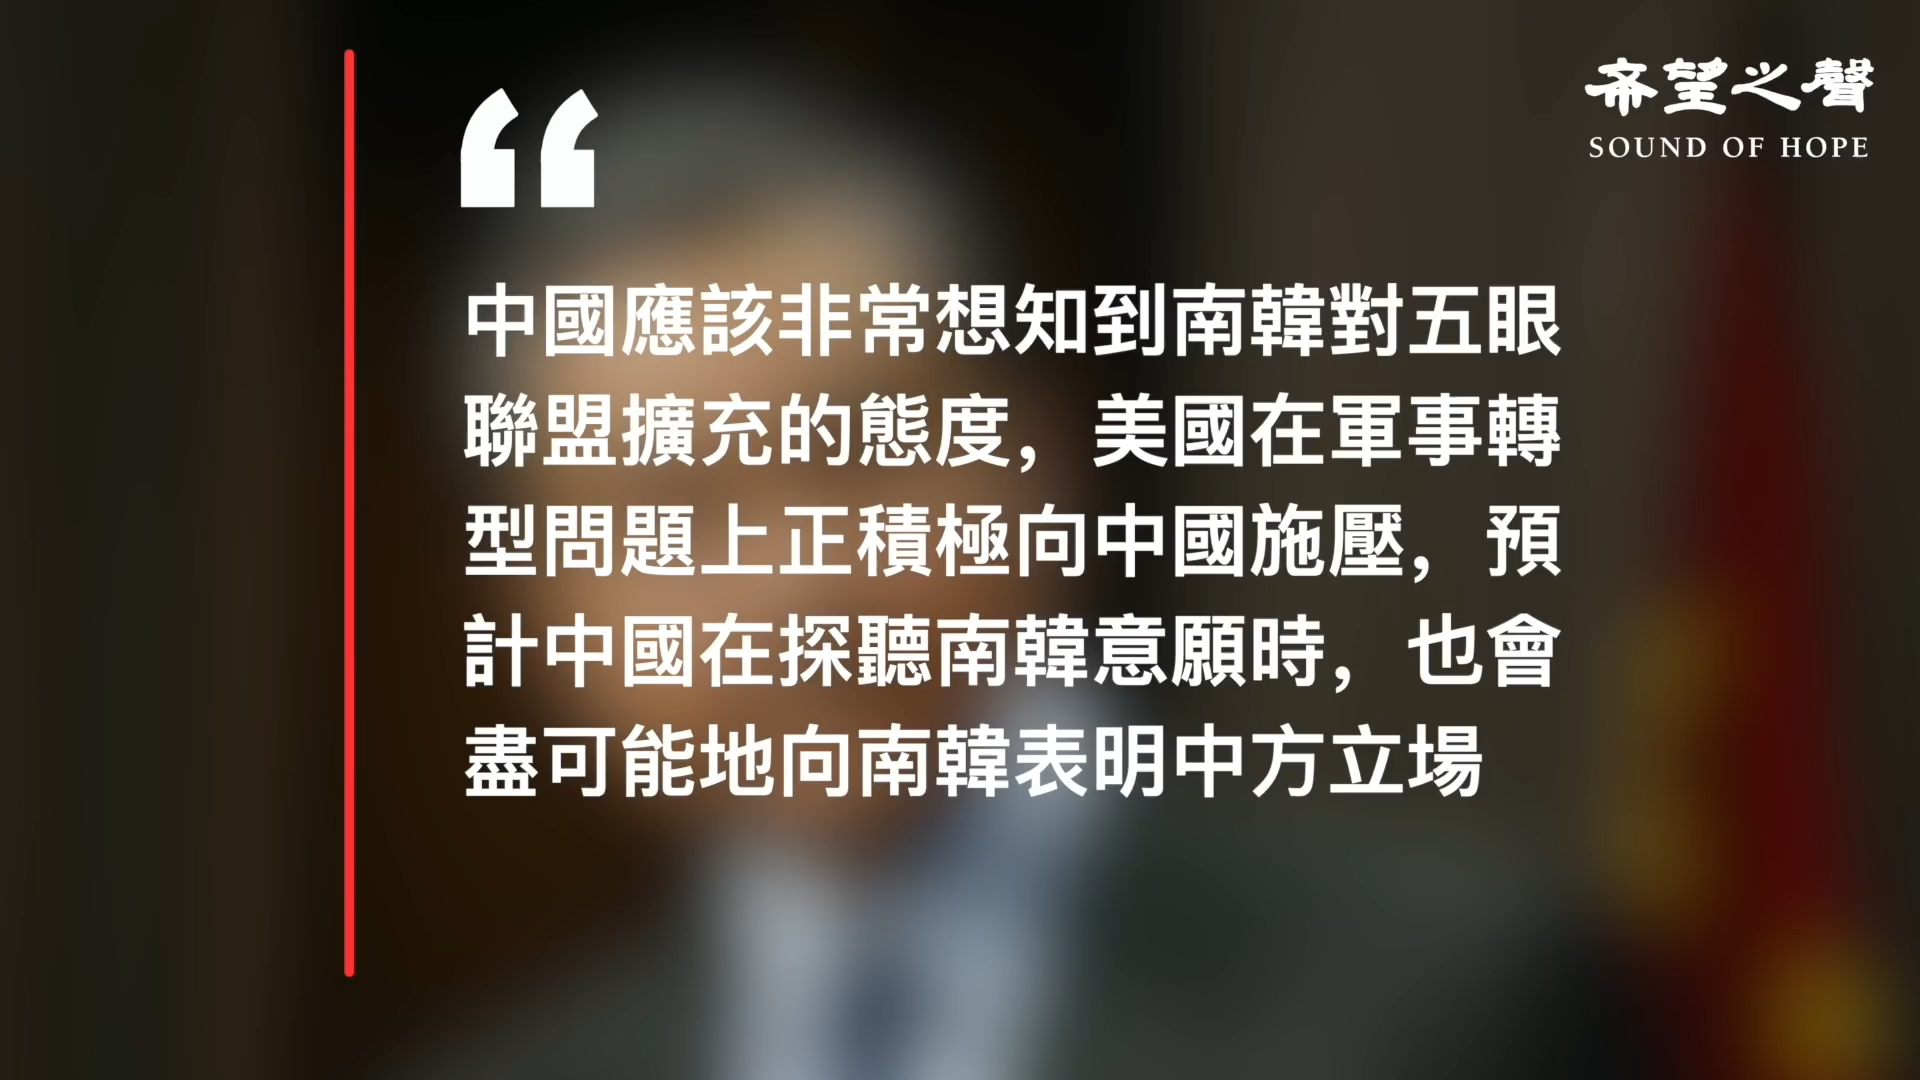 希望之聲
SOUND OF HOPE
中國應該非常想知到南韓對五眼
聯盟擴充的態度，美國在軍事轉
型問題上正積極向中國施壓，預
計中國在探聽南韓意願時，也會
盡可能地向南韓表明中方立場